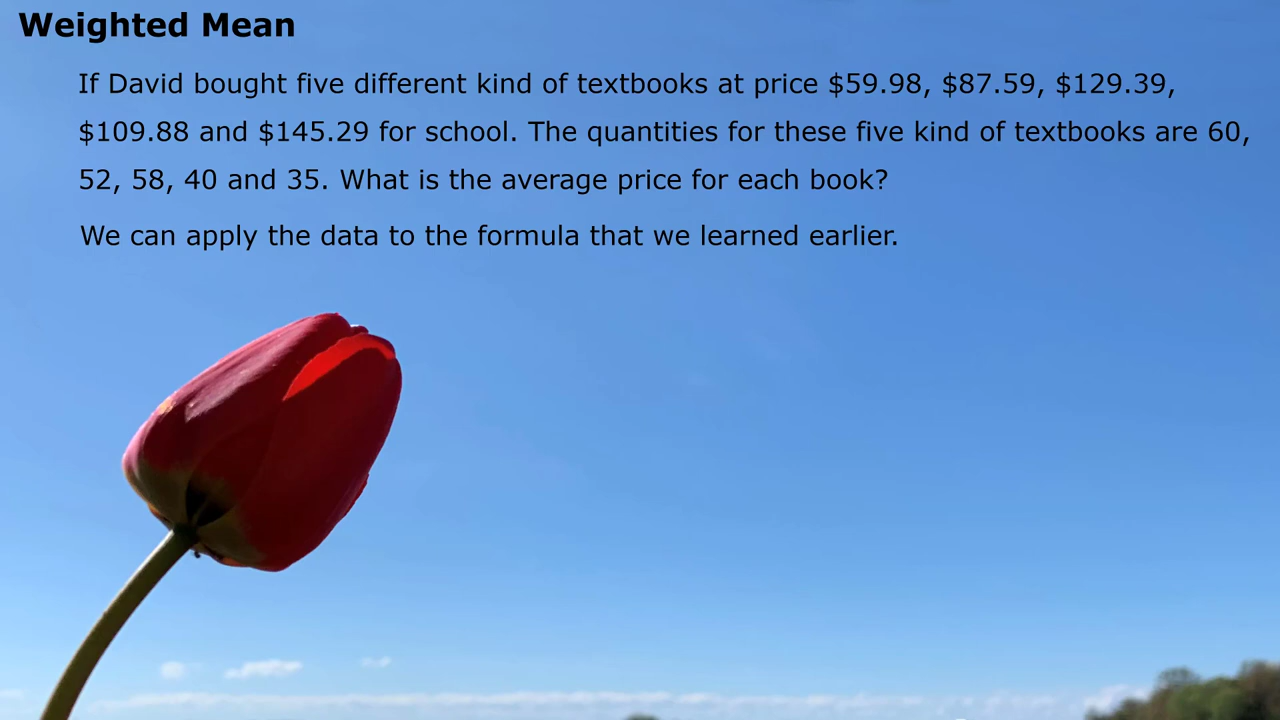 Weighted Mean
If David bought five different kind of textbooks at price $59.98, $87.59, $129.39,
$109.88 and $145.29 for school. The quantities for these five kind of textbooks are 60,
52, 58, 40 and 35. What is the average price for each book?
We can apply the data to the formula that we learned earlier.